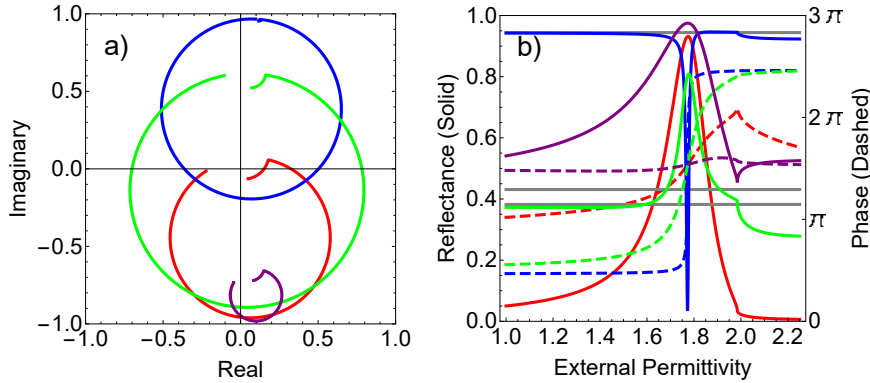 a)
1.0
0.5
0.0
−0.5
−1.0
−1.0
−0.5
0.0
0.5
1.0
Real
Imaginary
b)
1.0
0.8
0.6
0.4
0.2
0.0
1.0
1.2
1.4
1.6
1.8
2.0
2.2
External Permittivity
Reflectance (Solid)
3 π
2 π
π
0
Phase (Dashed)